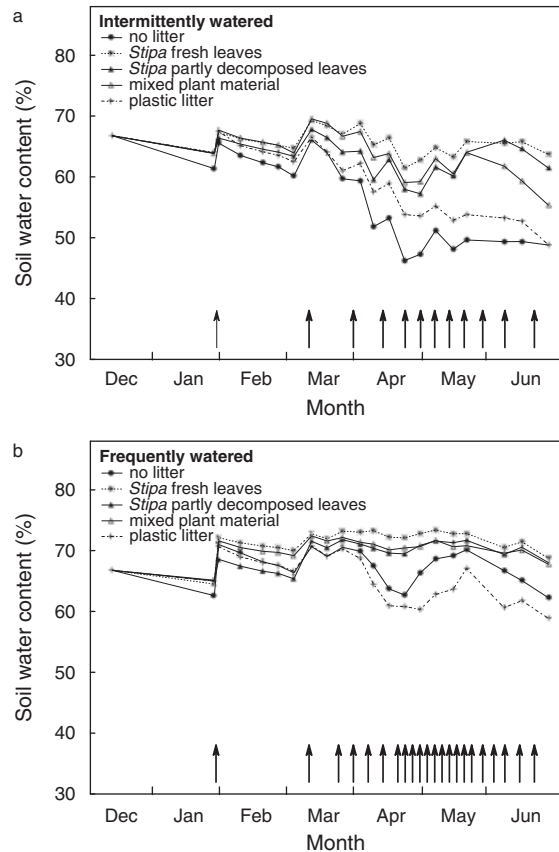 a
Intermittently watered
no litter
Stipa fresh leaves
Stipa partly decomposed leaves
mixed plant material
plastic litter
Soil water content (%)
80
70
60
50
40
30
Dec Jan Feb Mar Apr May Jun
Month
b
Frequently watered
no litter
Stipa fresh leaves
Stipa partly decomposed leaves
mixed plant material
plastic litter
Soil water content (%)
80
70
60
50
40
30
Dec Jan Feb Mar Apr May Jun
Month